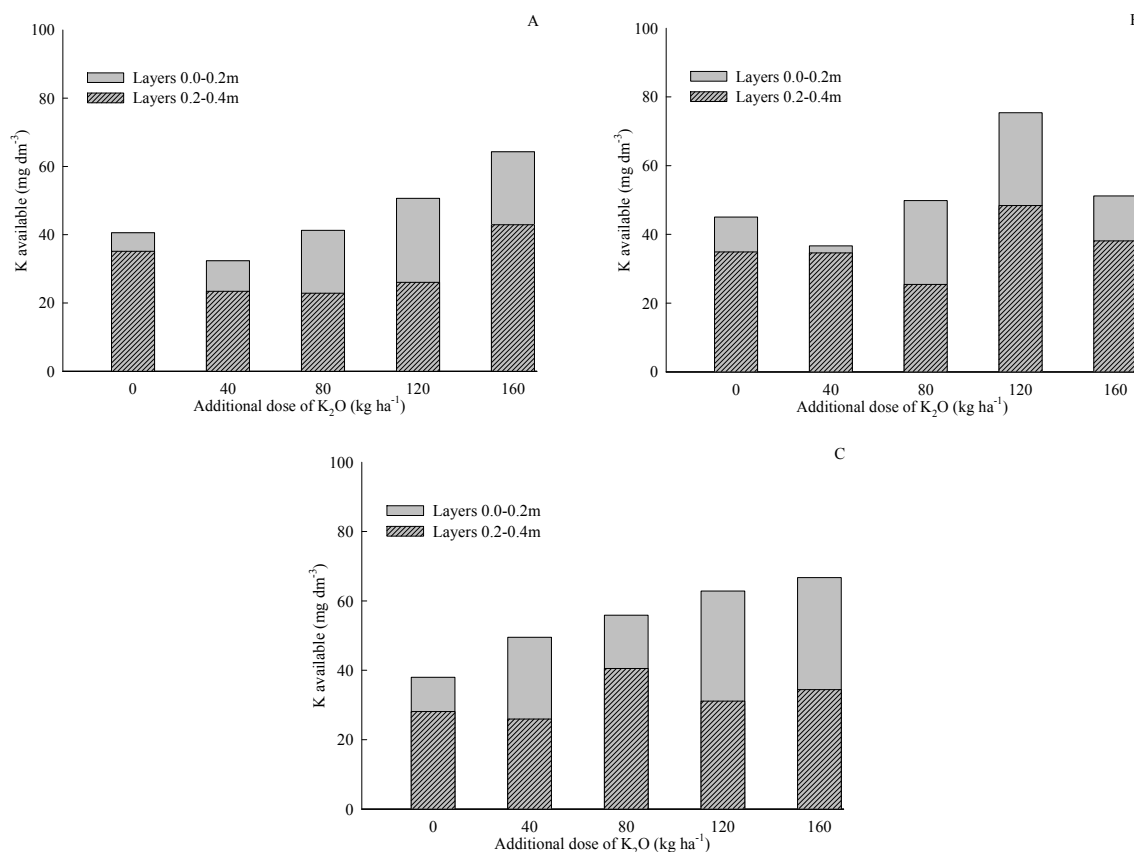 A
100
80
60
40
20
0
K available (mg dm⁻³)
Layers 0.0-0.2m
Layers 0.2-0.4m
0 40 80 120 160
Additional dose of K₂O (kg ha⁻¹)
100
80
60
40
20
0
K available (mg dm⁻³)
Layers 0.0-0.2m
Layers 0.2-0.4m
0 40 80 120 160
Additional dose of K₂O (kg ha⁻¹)
C
100
80
60
40
20
0
K available (mg dm⁻³)
Layers 0.0-0.2m
Layers 0.2-0.4m
0 40 80 120 160
Additional dose of K₂O (kg ha⁻¹)